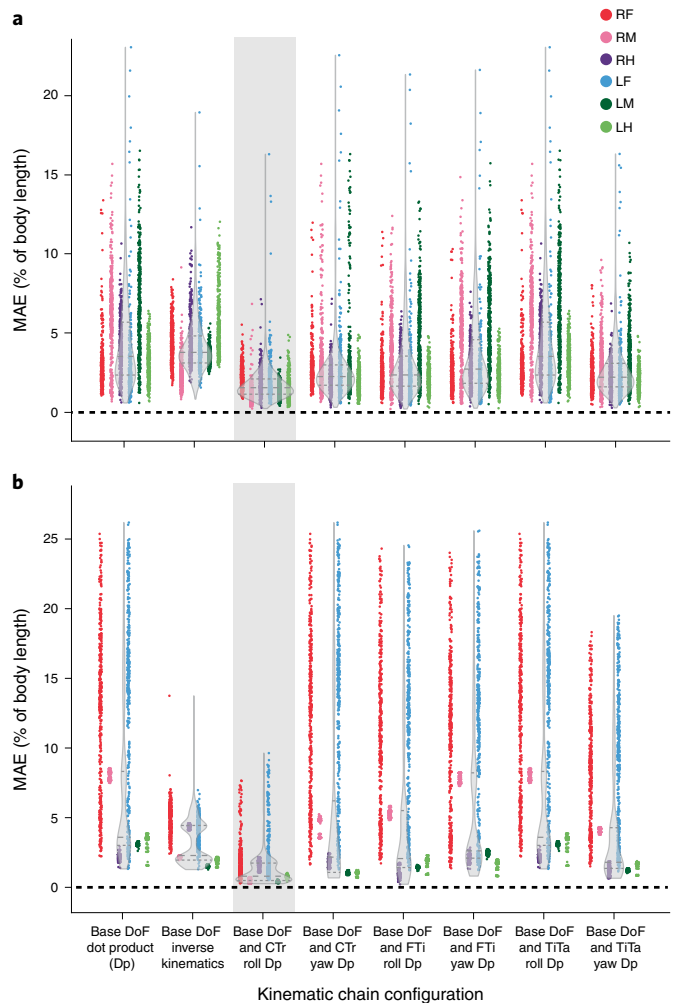 a
RF
RM
RH
LF
LM
LH
MAE (% of body length)
20
15
10
5
0
b
MAE (% of body length)
25
20
15
10
5
0
Base DoF
dot product
(Dp)
Base DoF
inverse
kinematics
Base DoF
and CTr
roll Dp
Base DoF
and CTr
yaw Dp
Base DoF
and FTi
roll Dp
Base DoF
and FTi
yaw Dp
Base DoF
and TiTa
roll Dp
Base DoF
and TiTa
yaw Dp
Kinematic chain configuration